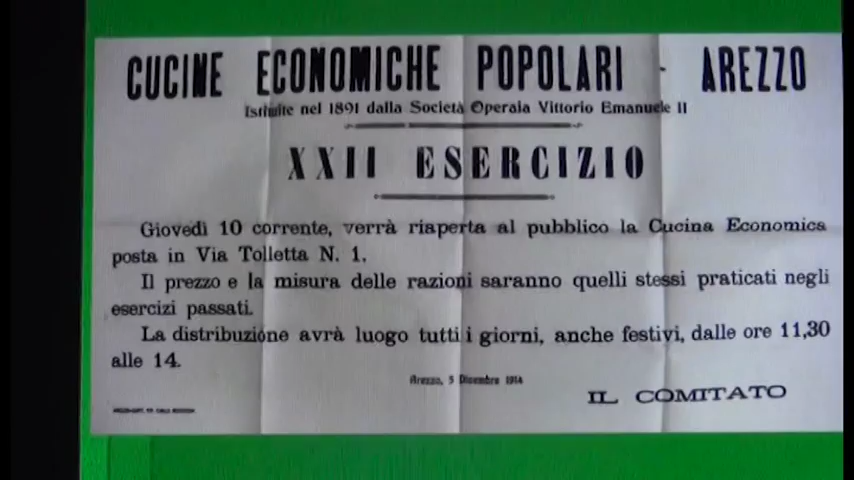 CUCINE ECONOMICHE POPOLARI - AREZZO
Istituite nel 1891 dalla Società Operaia Vittorio Emanuele II
XXII ESERCIZIO
Giovedì 10 corrente, verrà riaperta al pubblico la Cucina Economica
posta in Via Tolletta N. 1.
Il prezzo e la misura delle razioni saranno quelli stessi praticati negli
esercizi passati.
La distribuzione avrà luogo tutti i giorni, anche festivi, dalle ore 11,30
alle 14.
Arezzo, 5 Dicembre 1914
IL COMITATO